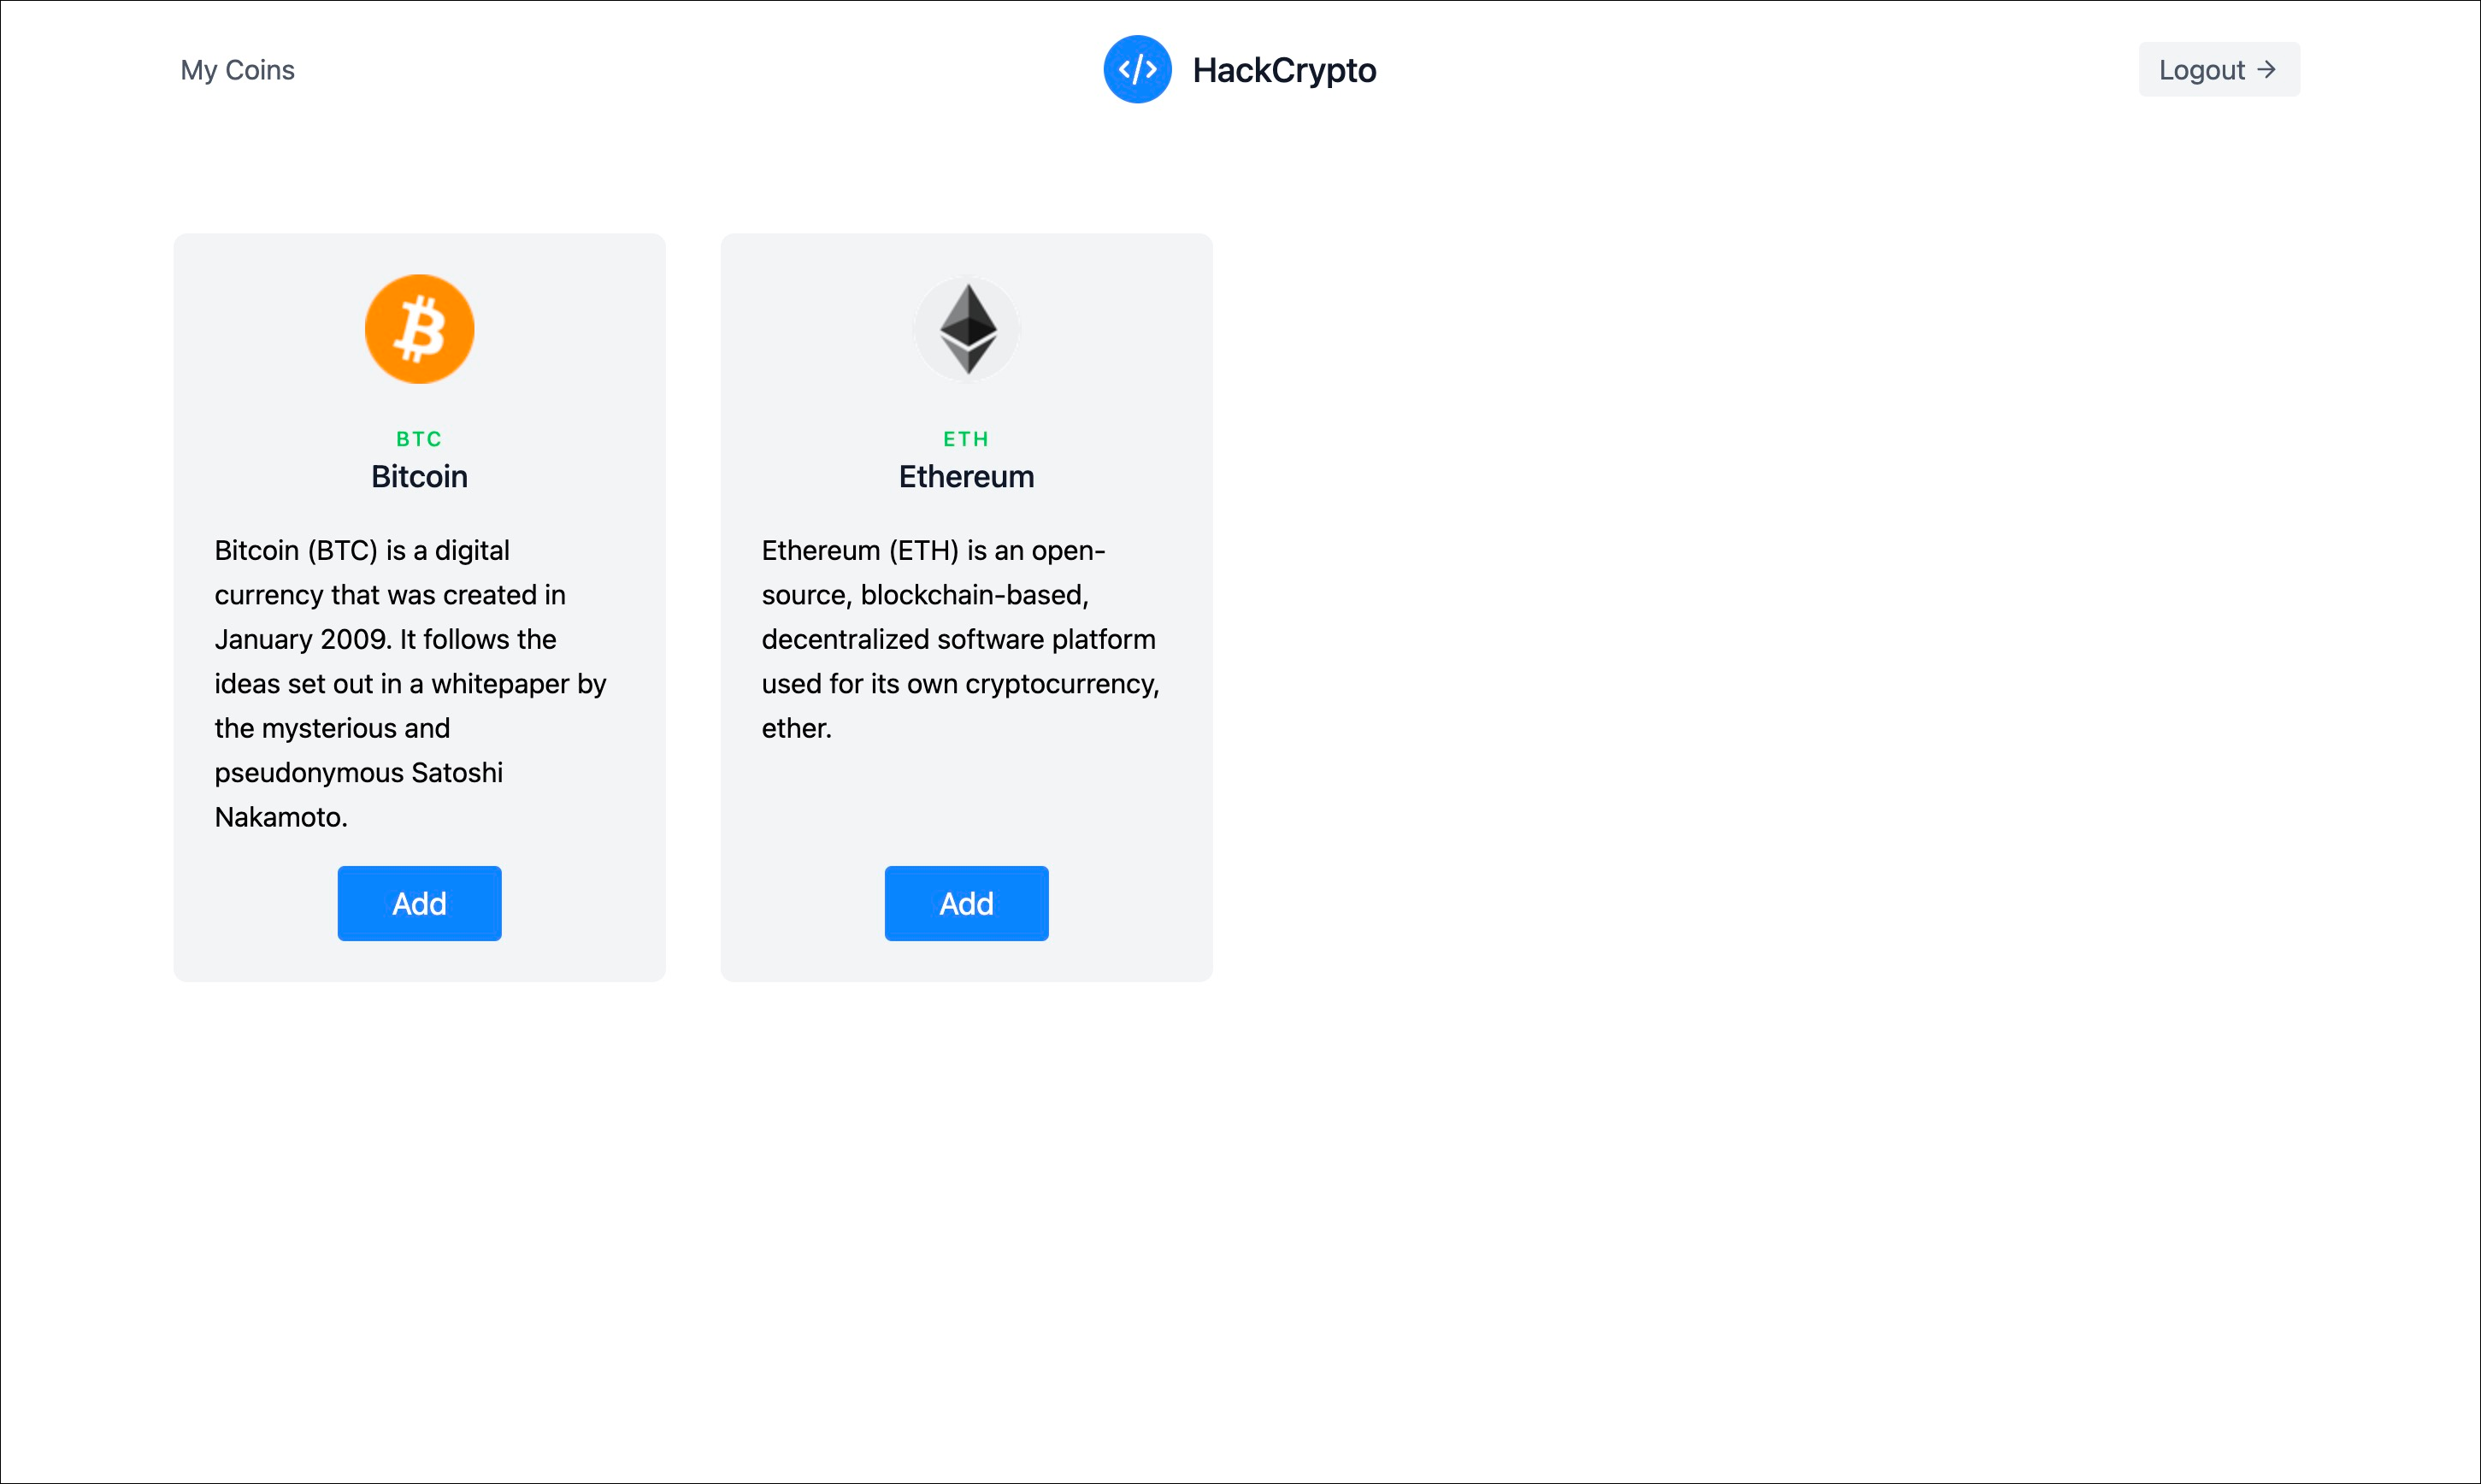 My Coins
HackCrypto
Logout →
BTC
Bitcoin
Bitcoin (BTC) is a digital
currency that was created in
January 2009. It follows the
ideas set out in a whitepaper by
the mysterious and
pseudonymous Satoshi
Nakamoto.
Add
ETH
Ethereum
Ethereum (ETH) is an open-
source, blockchain-based,
decentralized software platform
used for its own cryptocurrency,
ether.
Add